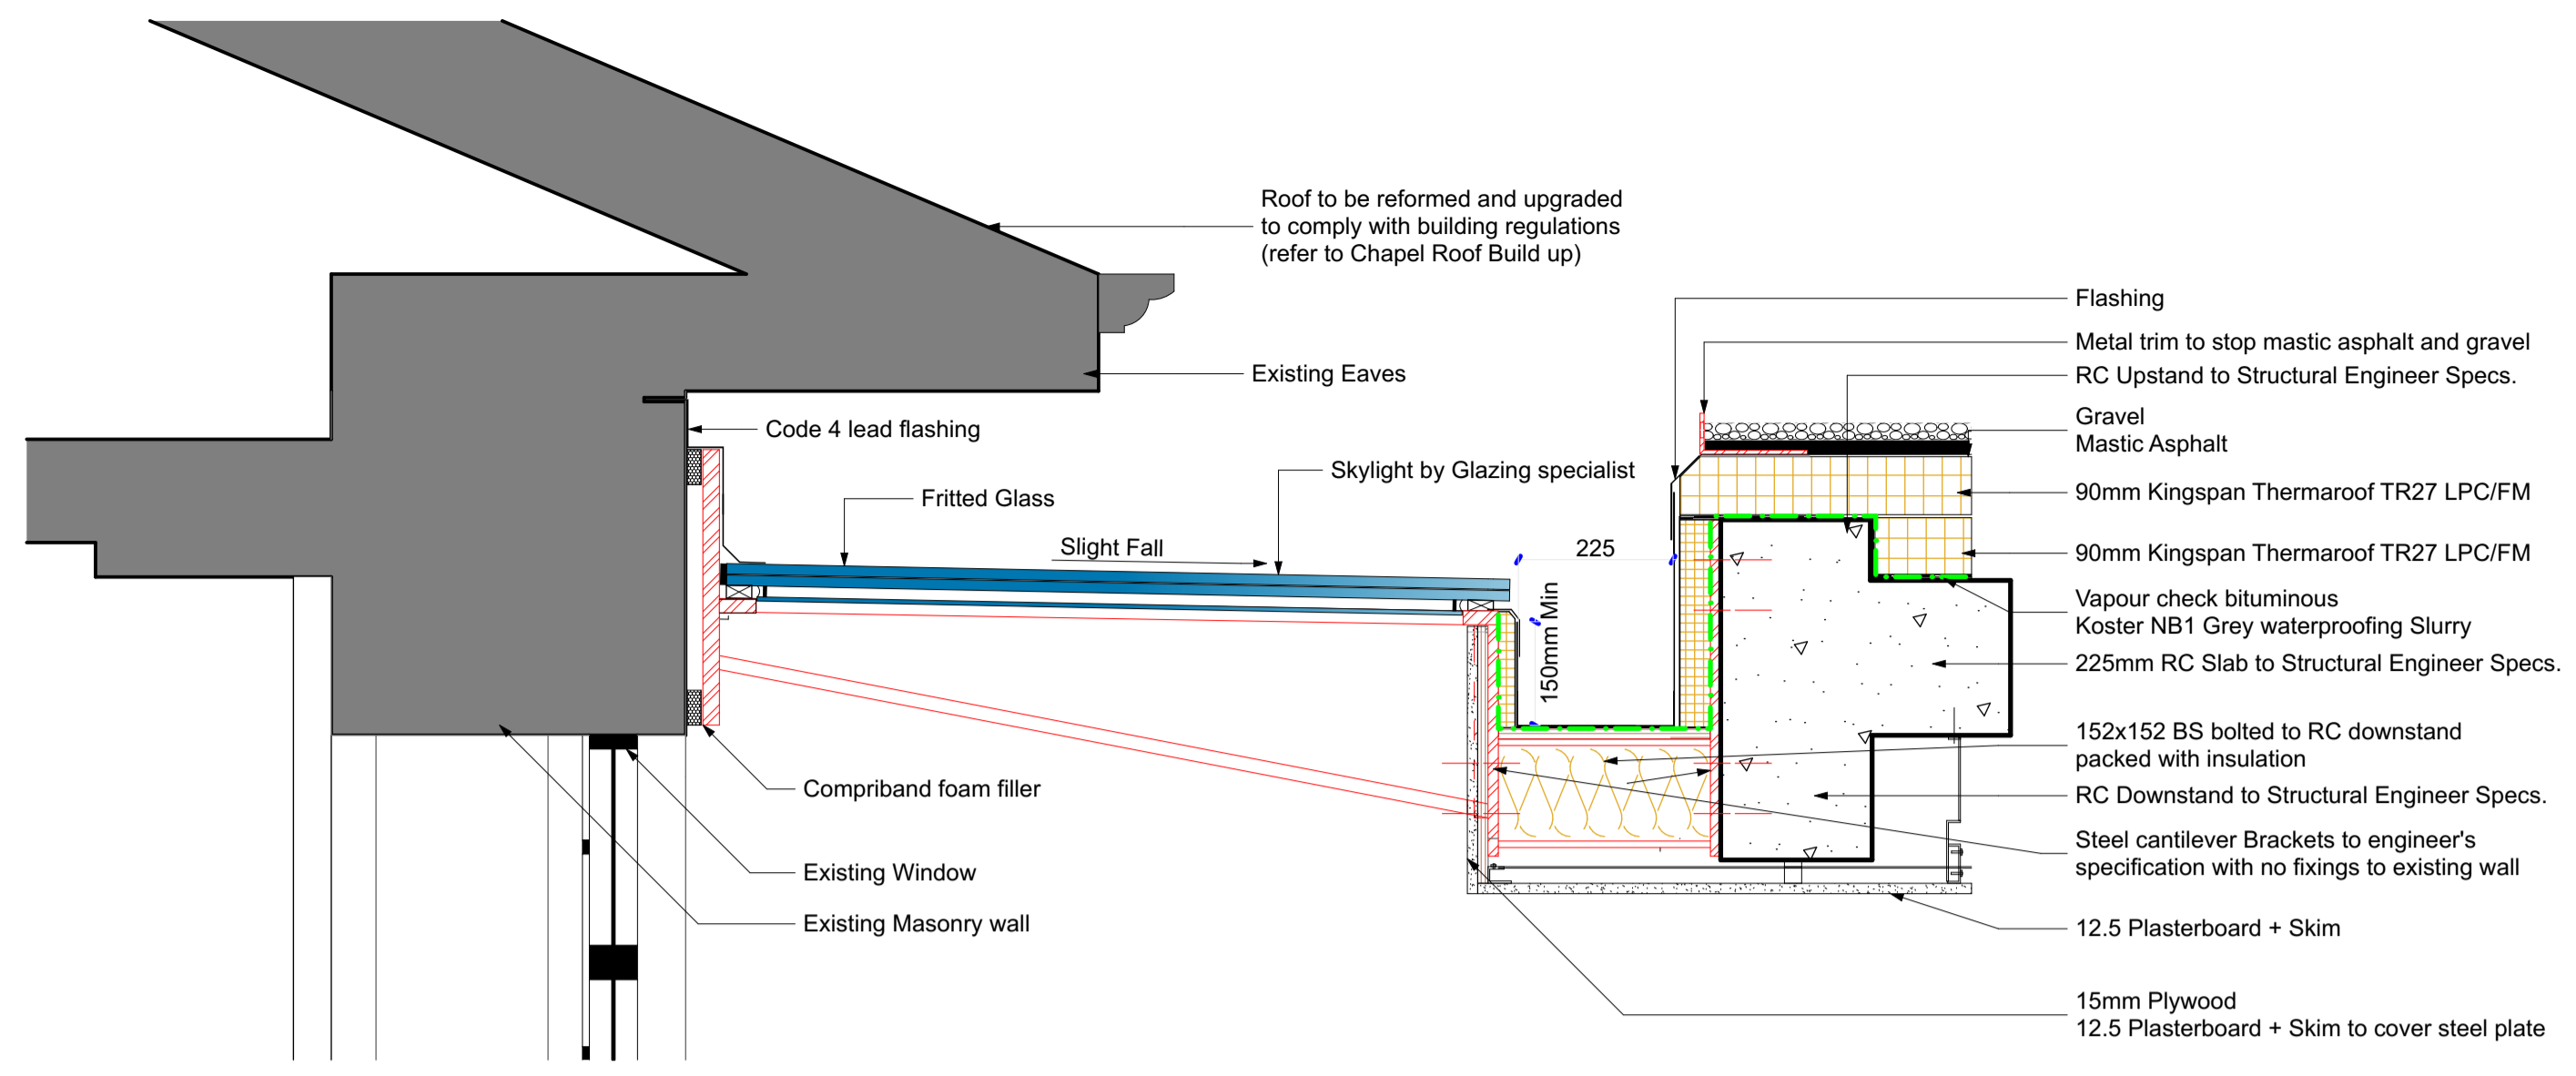 Roof to be reformed and upgraded
to comply with building regulations
(refer to Chapel Roof Build up)
Existing Eaves
Code 4 lead flashing
Skylight by Glazing specialist
Fritted Glass
Slight Fall
225
150mm Min
Compriband foam filler
Existing Window
Existing Masonry wall
Flashing
Metal trim to stop mastic asphalt and gravel
RC Upstand to Structural Engineer Specs.
Gravel
Mastic Asphalt
90mm Kingspan Thermaroof TR27 LPC/FM
90mm Kingspan Thermaroof TR27 LPC/FM
Vapour check bituminous
Koster NB1 Grey waterproofing Slurry
225mm RC Slab to Structural Engineer Specs.
152x152 BS bolted to RC downstand
packed with insulation
RC Downstand to Structural Engineer Specs.
Steel cantilever Brackets to engineer's
specification with no fixings to existing wall
12.5 Plasterboard + Skim
15mm Plywood
12.5 Plasterboard + Skim to cover steel plate